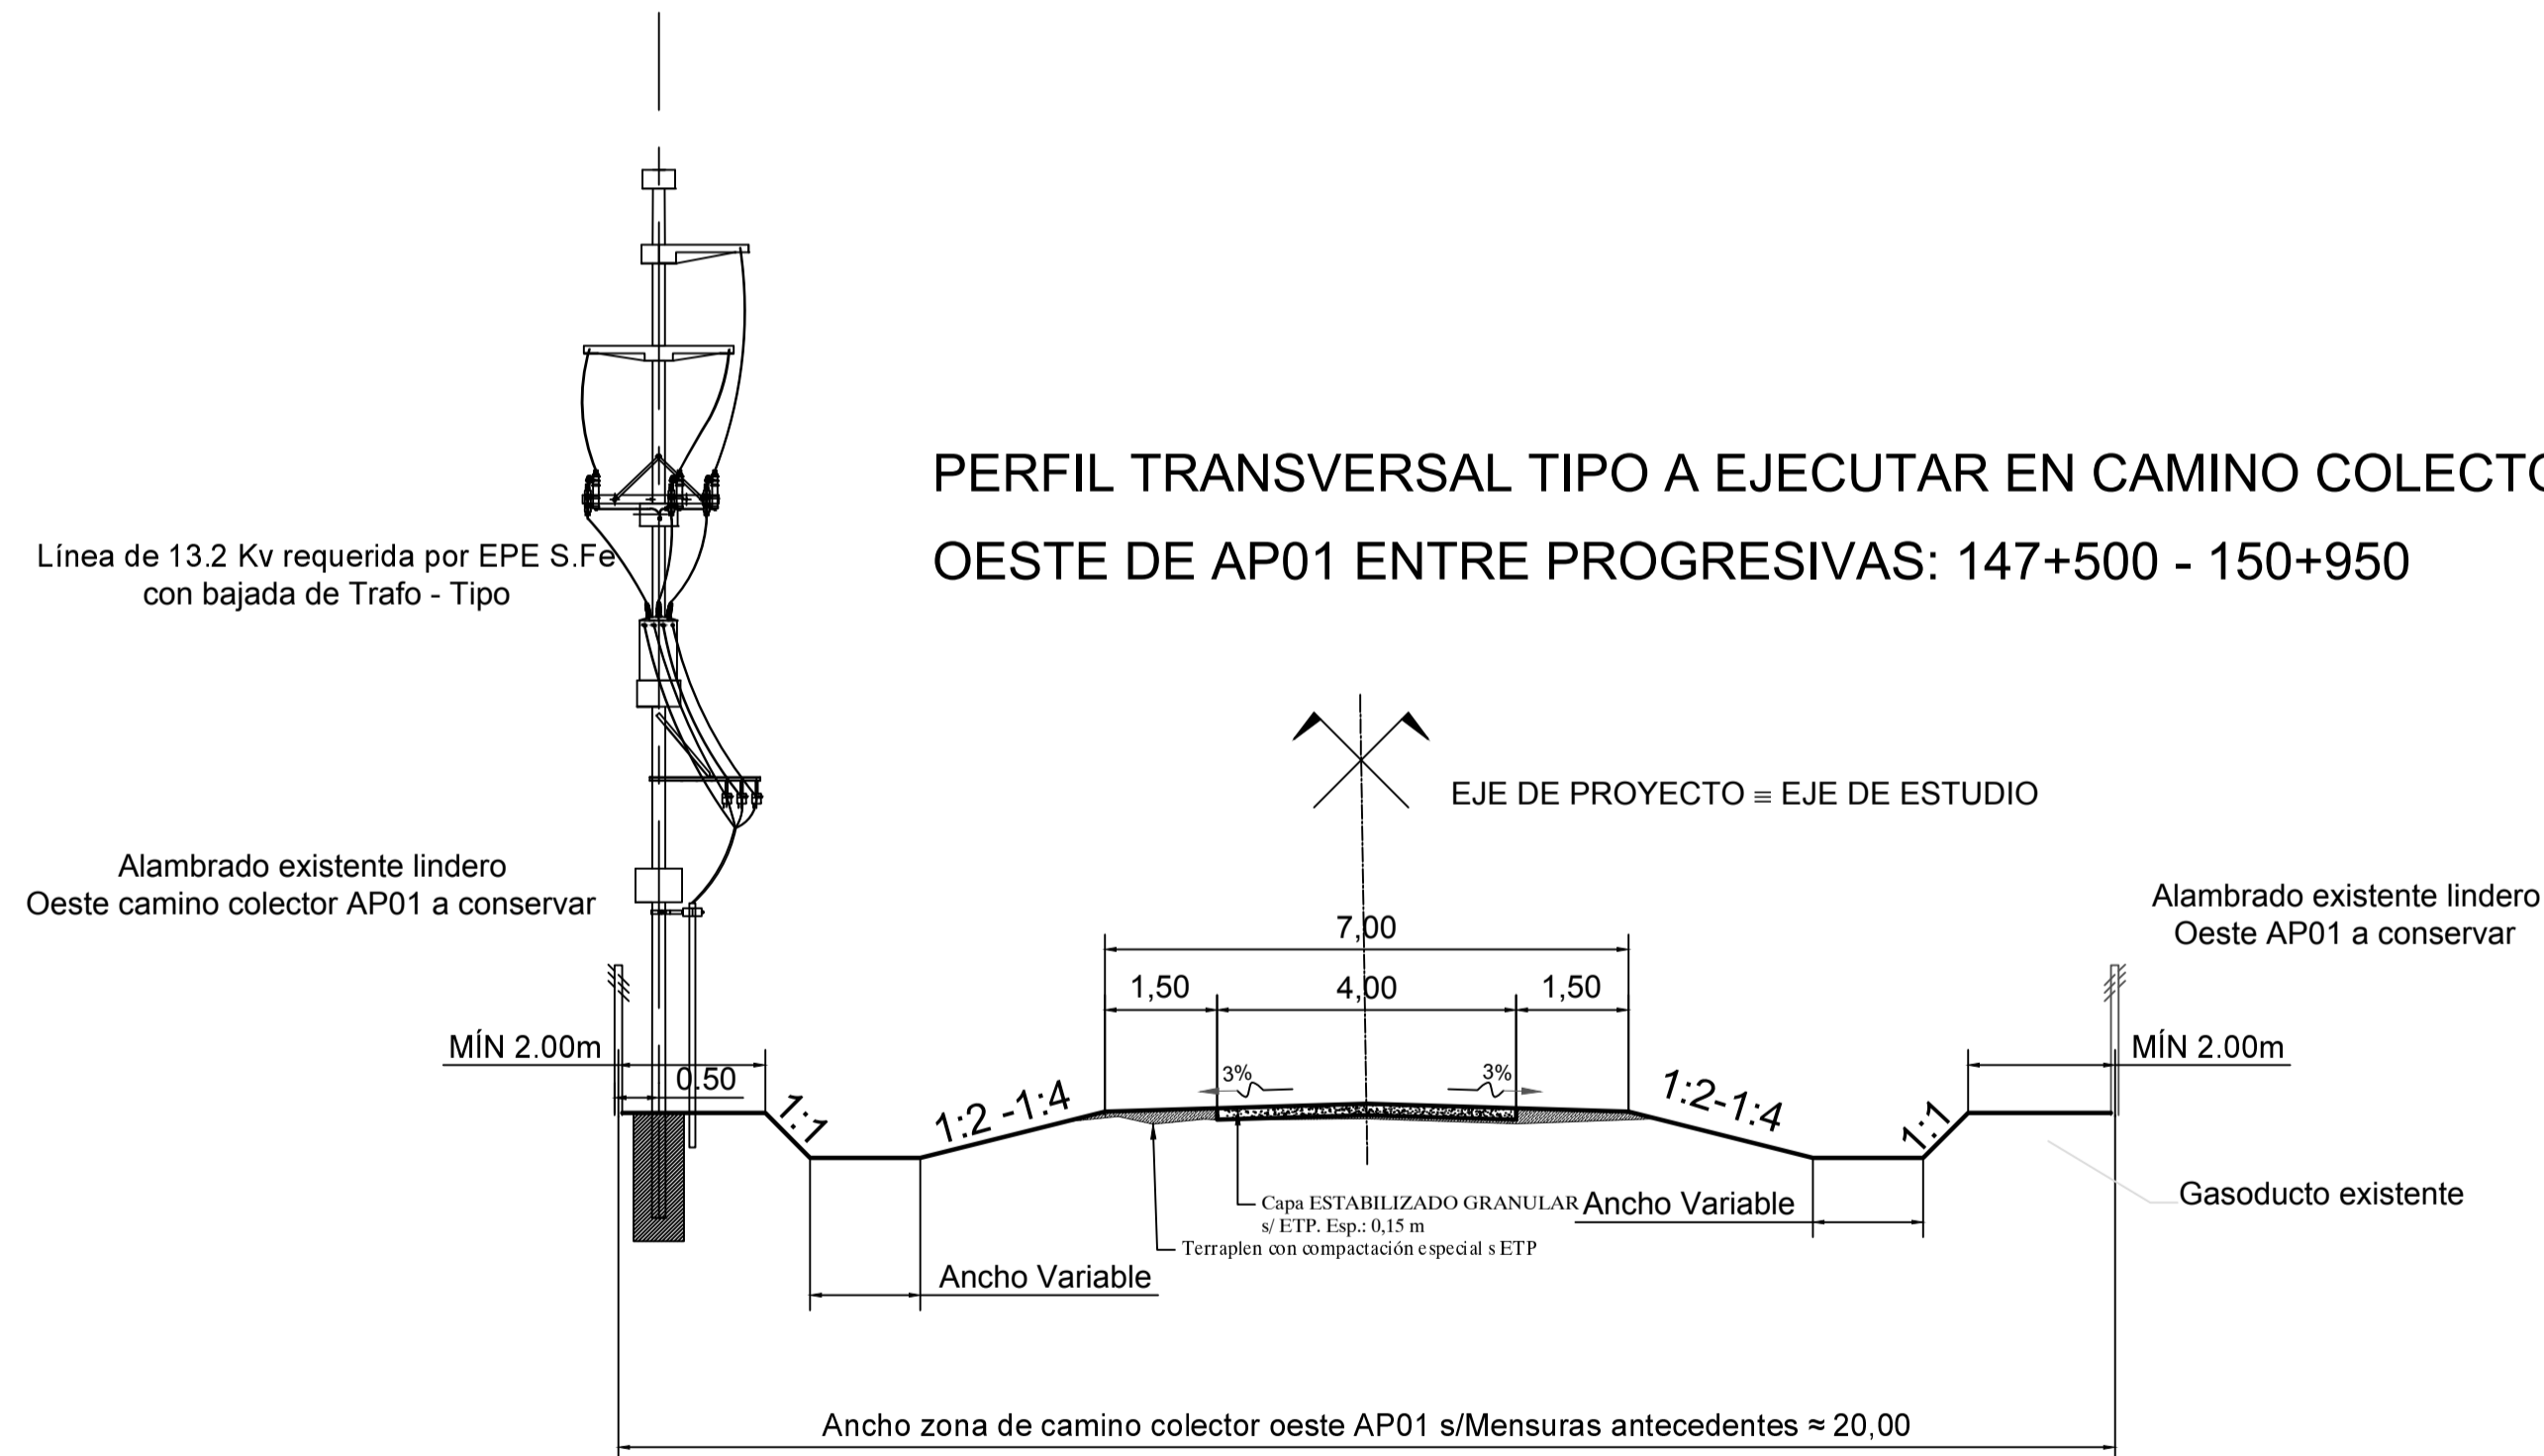 PERFIL TRANSVERSAL TIPO A EJECUTAR EN CAMINO COLECTO
OESTE DE AP01 ENTRE PROGRESIVAS: 147+500 - 150+950
Línea de 13.2 Kv requerida por EPE S.Fe
con bajada de Trafo - Tipo
EJE DE PROYECTO ≡ EJE DE ESTUDIO
Alambrado existente lindero
Oeste camino colector AP01 a conservar
Alambrado existente lindero
Oeste AP01 a conservar
7,00
1,50
4,00
1,50
MÍN 2.00m
MÍN 2.00m
0.50
3%
3%
1:1
1:2 -1:4
1:2-1:4
1:1
Capa ESTABILIZADO GRANULAR
s/ ETP. Esp.: 0,15 m
Terraplen con compactación especial s ETP
Ancho Variable
Gasoducto existente
Ancho Variable
Ancho zona de camino colector oeste AP01 s/Mensuras antecedentes ≈ 20,00